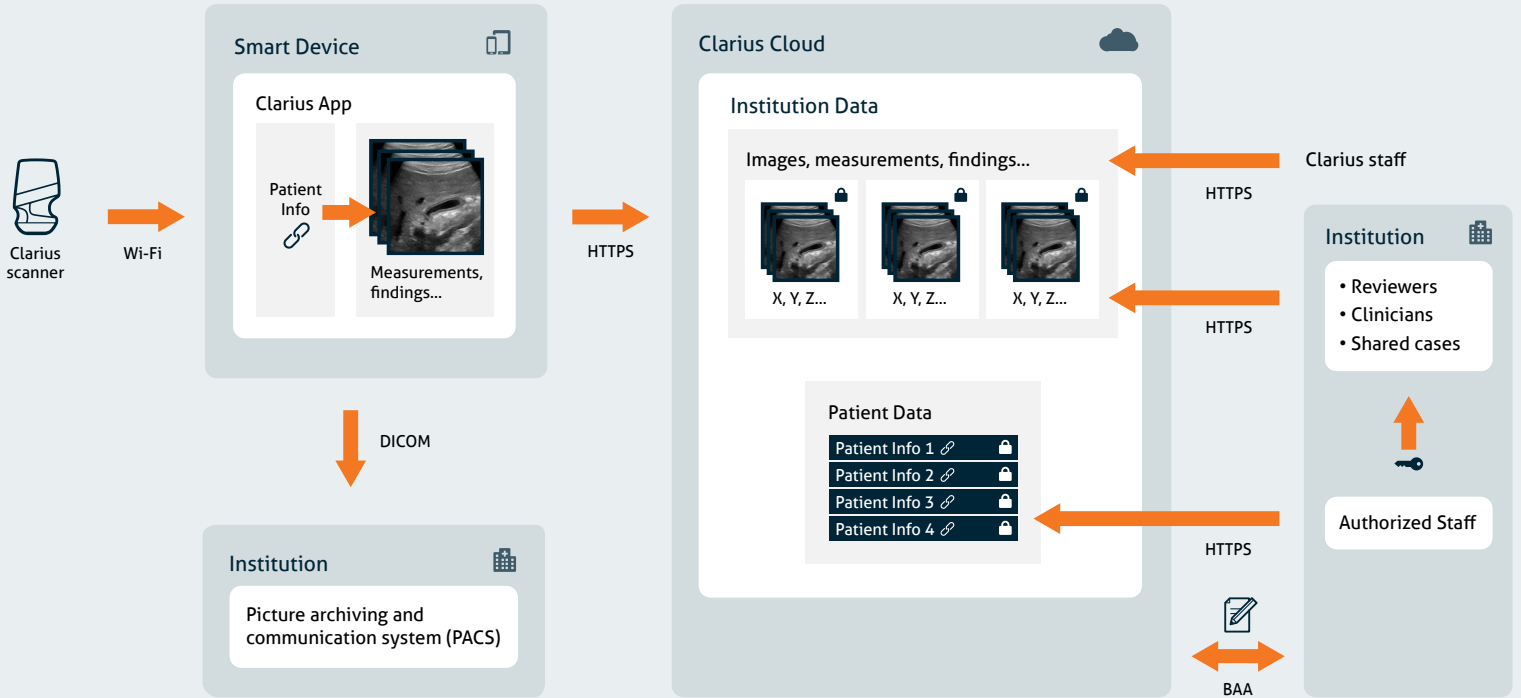 Clarius
scanner
Wi-Fi
Smart Device
Clarius App
Patient
Info
Measurements,
findings...
HTTPS
DICOM
Institution
Picture archiving and
communication system (PACS)
Clarius Cloud
Institution Data
Images, measurements, findings...
X, Y, Z...
X, Y, Z...
X, Y, Z...
Patient Data
Patient Info 1
Patient Info 2
Patient Info 3
Patient Info 4
Clarius staff
HTTPS
HTTPS
HTTPS
BAA
Institution
• Reviewers
• Clinicians
• Shared cases
Authorized Staff